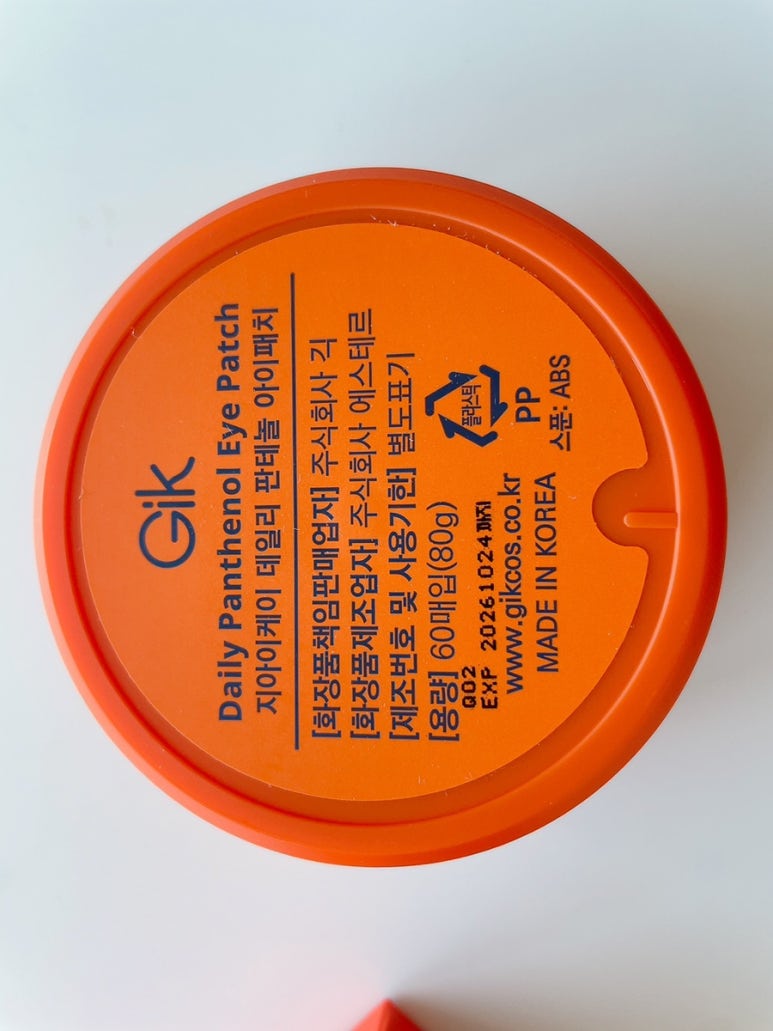 Gik
Daily Panthenol Eye Patch
지아이케이 데일리 판테놀 아이패치
[화장품책임판매업자] 주식회사 긱
[화장품제조업자] 주식회사 에스테르
[제조번호 및 사용기한] 별도표기
[용량] 60매입(80g)
Q02
EXP 20261024까지
www.gikcos.co.kr
MADE IN KOREA
플라스틱
PP
스푼: ABS